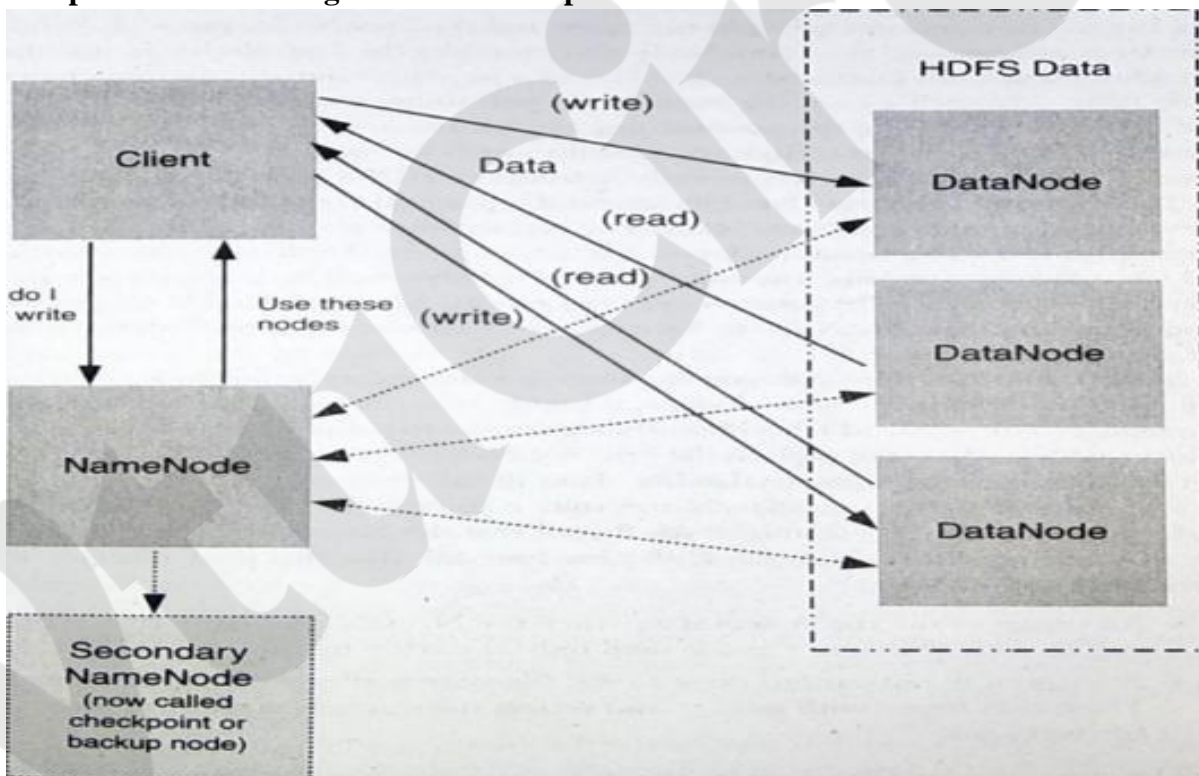 HDFS Data
(write)
Client
Data
DataNode
(read)
(read)
do I
write
Use these
nodes
(write)
DataNode
NameNode
DataNode
Secondary
NameNode
(now called
checkpoint or
backup node)